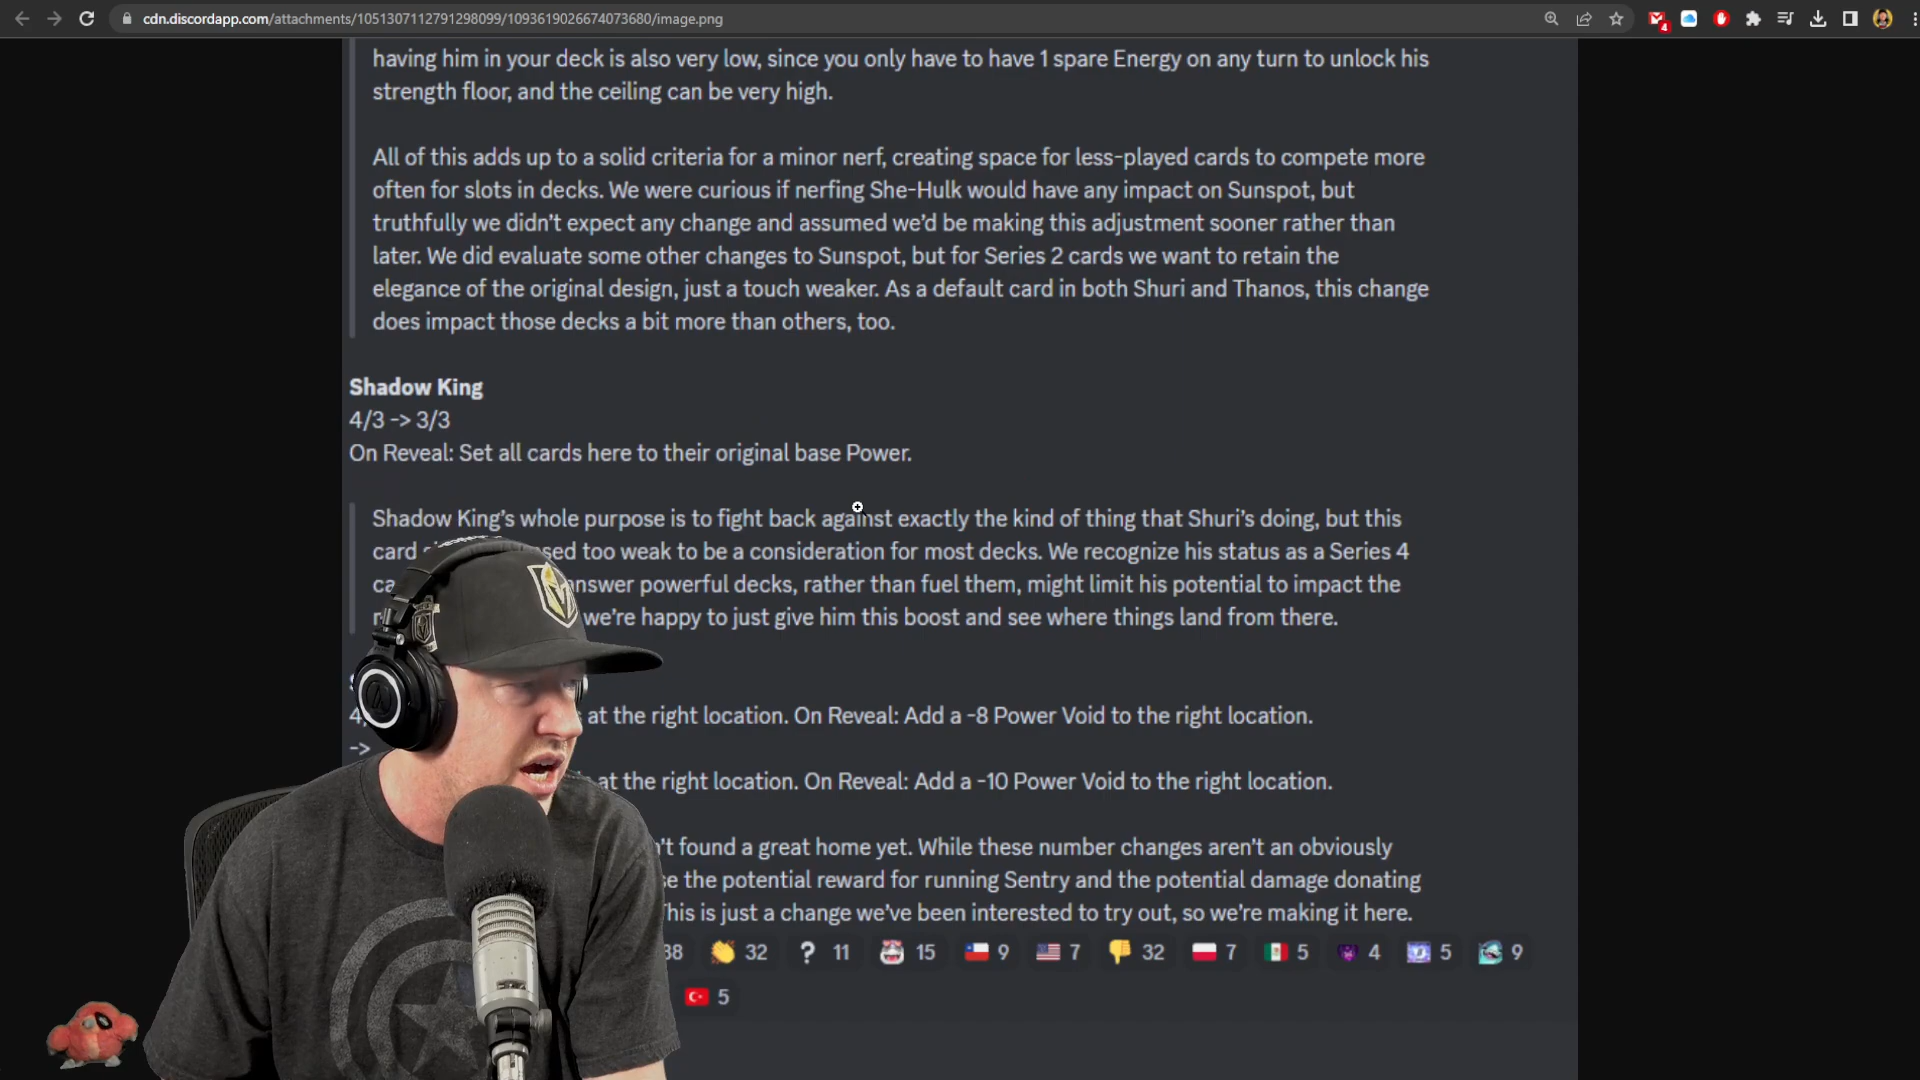 cdn.discordapp.com/attachments/1051307112791298099/1093619026674073680/image.png
4
having him in your deck is also very low, since you only have to have 1 spare Energy on any turn to unlock his
strength floor, and the ceiling can be very high.
All of this adds up to a solid criteria for a minor nerf, creating space for less-played cards to compete more
often for slots in decks. We were curious if nerfing She-Hulk would have any impact on Sunspot, but
truthfully we didn’t expect any change and assumed we’d be making this adjustment sooner rather than
later. We did evaluate some other changes to Sunspot, but for Series 2 cards we want to retain the
elegance of the original design, just a touch weaker. As a default card in both Shuri and Thanos, this change
does impact those decks a bit more than others, too.
Shadow King
4/3 -> 3/3
On Reveal: Set all cards here to their original base Power.
Shadow King’s whole purpose is to fight back against exactly the kind of thing that Shuri’s doing, but this
card too weak to be a consideration for most decks. We recognize his status as a Series 4
answer powerful decks, rather than fuel them, might limit his potential to impact the
we’re happy to just give him this boost and see where things land from there.
at the right location. On Reveal: Add a -8 Power Void to the right location.
->
at the right location. On Reveal: Add a -10 Power Void to the right location.
found a great home yet. While these number changes aren’t an obviously
the potential reward for running Sentry and the potential damage donating
This is just a change we’ve been interested to try out, so we’re making it here.
38 32 ? 11 15 9 7 32 7 5 4 5 9
5